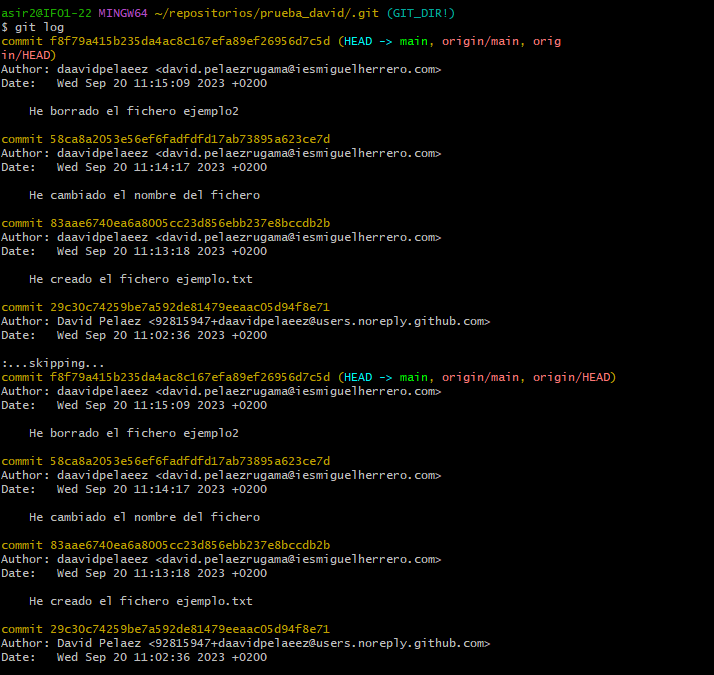 asir2@IFO1-22 MINGW64 ~/repositorios/prueba_david/.git (GIT_DIR!)
$ git log
commit f8f79a415b235da4ac8c167efa89ef26956d7c5d (HEAD -> main, origin/main, orig
in/HEAD)
Author: daavidpelaeez <david.pelaezrugama@iesmiguelherrero.com>
Date:   Wed Sep 20 11:15:09 2023 +0200

    He borrado el fichero ejemplo2

commit 58ca8a2053e56ef6fadfdfd17ab73895a623ce7d
Author: daavidpelaeez <david.pelaezrugama@iesmiguelherrero.com>
Date:   Wed Sep 20 11:14:17 2023 +0200

    He cambiado el nombre del fichero

commit 83aae6740ea6a8005cc23d856ebb237e8bccdb2b
Author: daavidpelaeez <david.pelaezrugama@iesmiguelherrero.com>
Date:   Wed Sep 20 11:13:18 2023 +0200

    He creado el fichero ejemplo.txt

commit 29c30c74259be7a592de81479eeaac05d94f8e71
Author: David Pelaez <92815947+daavidpelaeez@users.noreply.github.com>
Date:   Wed Sep 20 11:02:36 2023 +0200

:...skipping...
commit f8f79a415b235da4ac8c167efa89ef26956d7c5d (HEAD -> main, origin/main, origin/HEAD)
Author: daavidpelaeez <david.pelaezrugama@iesmiguelherrero.com>
Date:   Wed Sep 20 11:15:09 2023 +0200

    He borrado el fichero ejemplo2

commit 58ca8a2053e56ef6fadfdfd17ab73895a623ce7d
Author: daavidpelaeez <david.pelaezrugama@iesmiguelherrero.com>
Date:   Wed Sep 20 11:14:17 2023 +0200

    He cambiado el nombre del fichero

commit 83aae6740ea6a8005cc23d856ebb237e8bccdb2b
Author: daavidpelaeez <david.pelaezrugama@iesmiguelherrero.com>
Date:   Wed Sep 20 11:13:18 2023 +0200

    He creado el fichero ejemplo.txt

commit 29c30c74259be7a592de81479eeaac05d94f8e71
Author: David Pelaez <92815947+daavidpelaeez@users.noreply.github.com>
Date:   Wed Sep 20 11:02:36 2023 +0200